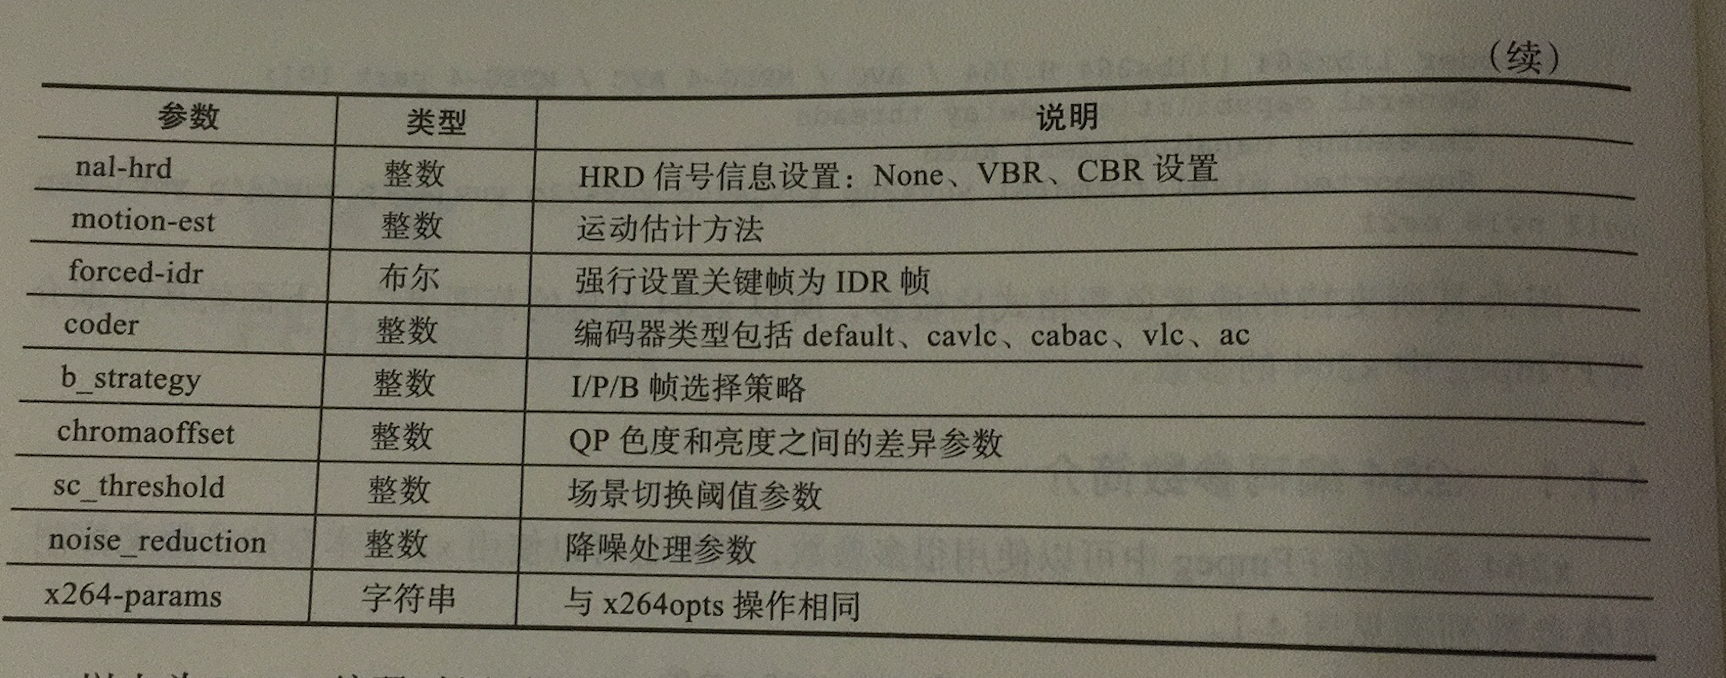 （续）
参数 类型 说明
nal-hrd 整数 HRD 信号信息设置：None、VBR、CBR 设置
motion-est 整数 运动估计方法
forced-idr 布尔 强行设置关键帧为 IDR 帧
coder 整数 编码器类型包括 default、cavlc、cabac、vlc、ac
b_strategy 整数 I/P/B 帧选择策略
chromaoffset 整数 QP 色度和亮度之间的差异参数
sc_threshold 整数 场景切换阈值参数
noise_reduction 整数 降噪处理参数
x264-params 字符串 与 x264opts 操作相同